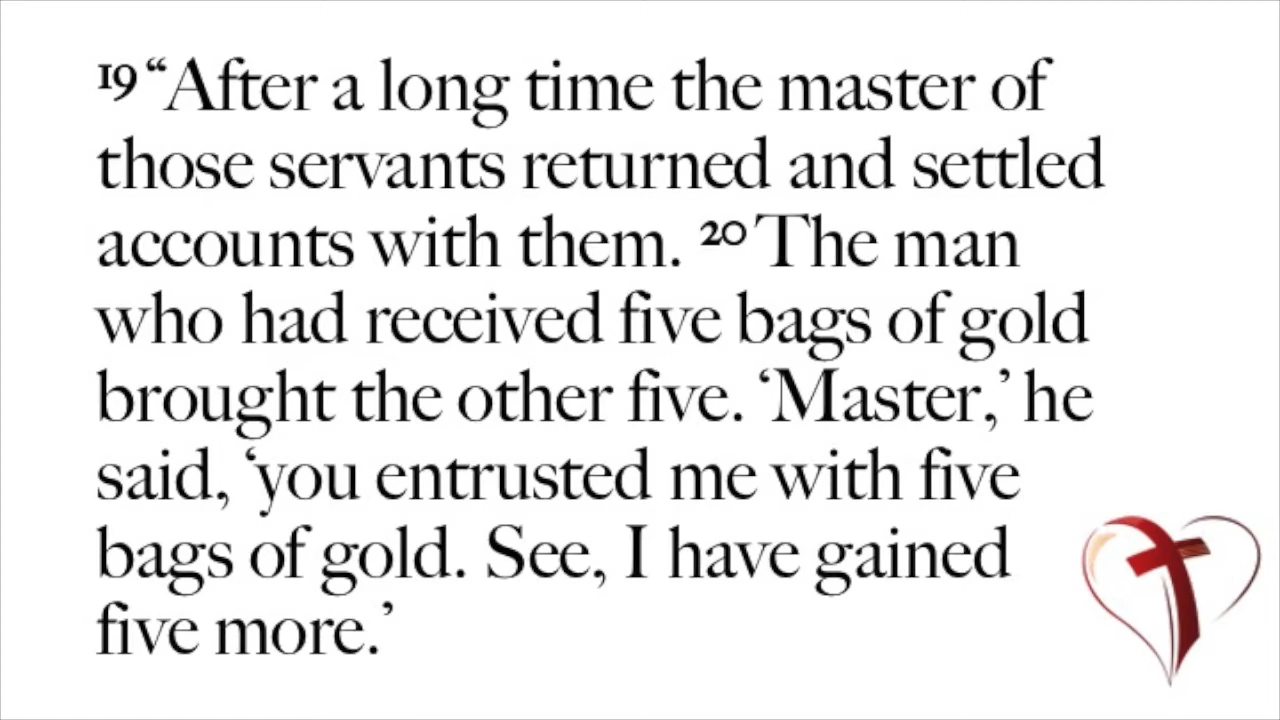 19 “After a long time the master of
those servants returned and settled
accounts with them. 20 The man
who had received five bags of gold
brought the other five. ‘Master,’ he
said, ‘you entrusted me with five
bags of gold. See, I have gained
five more.’